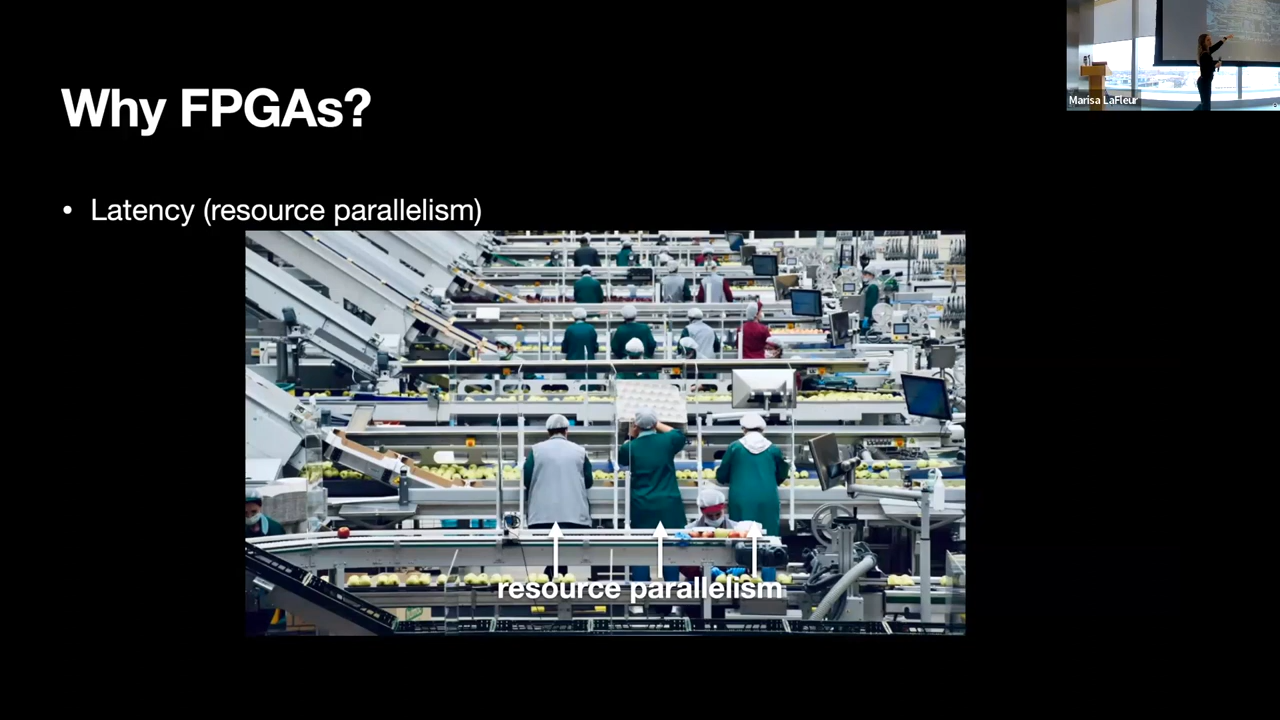 Why FPGAs?
Marisa LaFleur
• Latency (resource parallelism)
resource parallelism